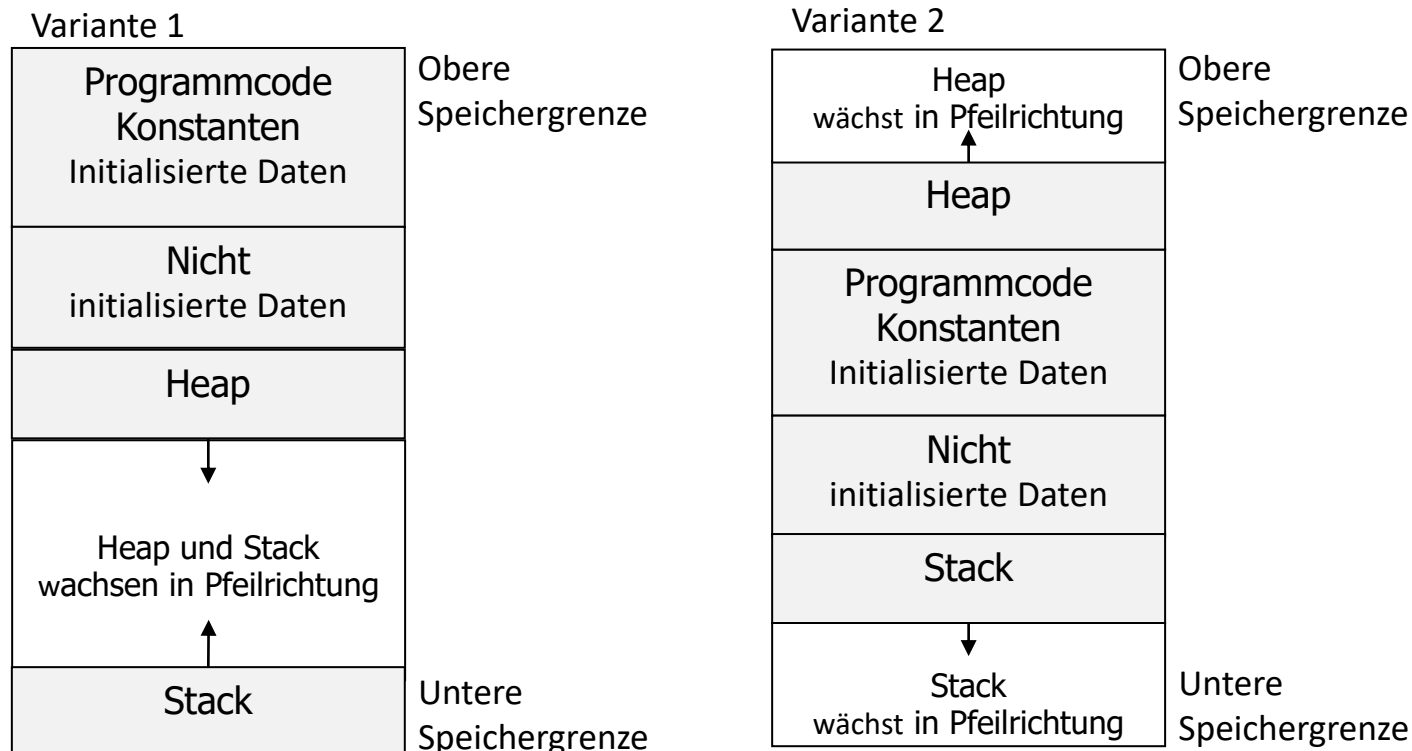 Variante 1
Programmcode
Konstanten
Initialisierte Daten
Nicht
initialisierte Daten
Heap
Heap und Stack
wachsen in Pfeilrichtung
Stack
Obere
Speichergrenze
Untere
Speichergrenze
Variante 2
Heap
wächst in Pfeilrichtung
Heap
Programmcode
Konstanten
Initialisierte Daten
Nicht
initialisierte Daten
Stack
Stack
wächst in Pfeilrichtung
Obere
Speichergrenze
Untere
Speichergrenze